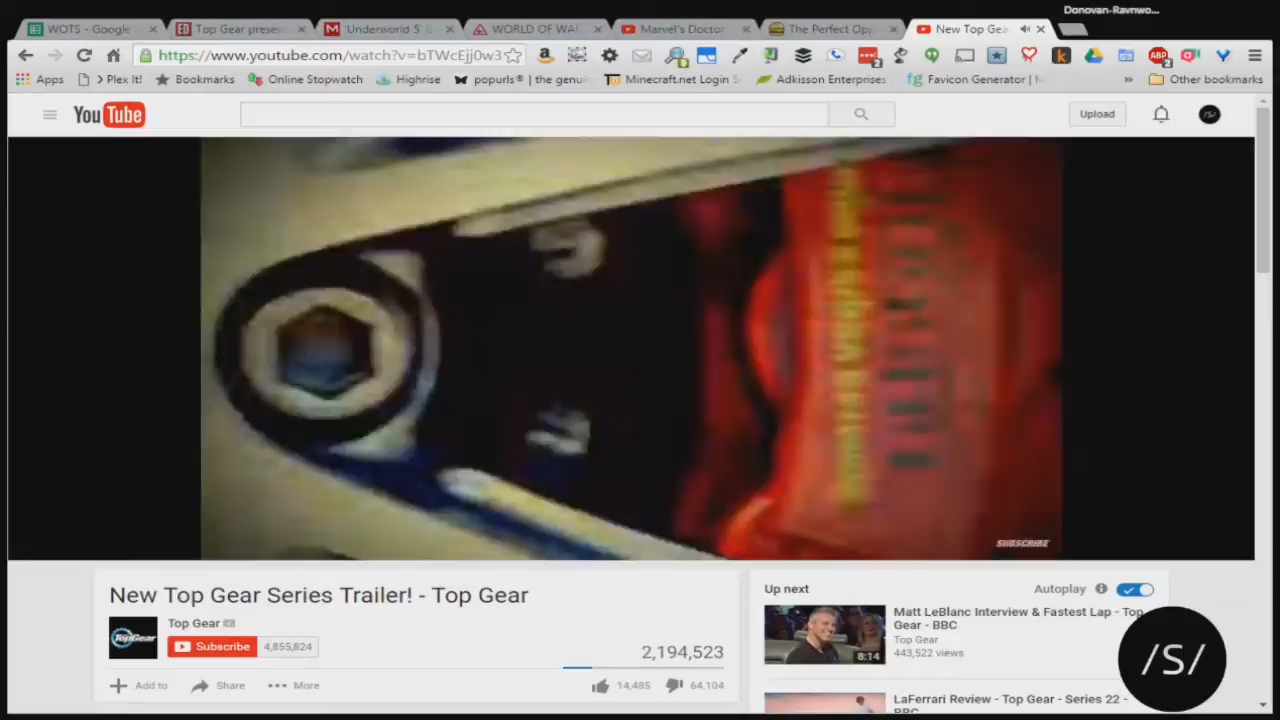 Donovan-Ravnwo...
WOTS - Google
Top Gear present
'Underworld 5'
WORLD OF WAR
Marvel's Doctor
The Perfect Opp
New Top Gear
https://www.youtube.com/watch?v=bTWcEjj0w3
Apps
> Plex It!
Bookmarks
Online Stopwatch
Highrise
popurls® | the genui
Minecraft.net Login
Adkisson Enterprises
Favicon Generator |
»
Other bookmarks
YouTube
Upload
/S/
SUBSCRIBE
New Top Gear Series Trailer! - Top Gear
TopGear
Top Gear
Subscribe 4,855,824
2,194,523
Add to
Share
More
14,485
64,104
Up next
Autoplay
Matt LeBlanc Interview & Fastest Lap - Top
Gear - BBC
Top Gear
443,522 views
8:14
LaFerrari Review - Top Gear - Series 22 -
BBC
/S/